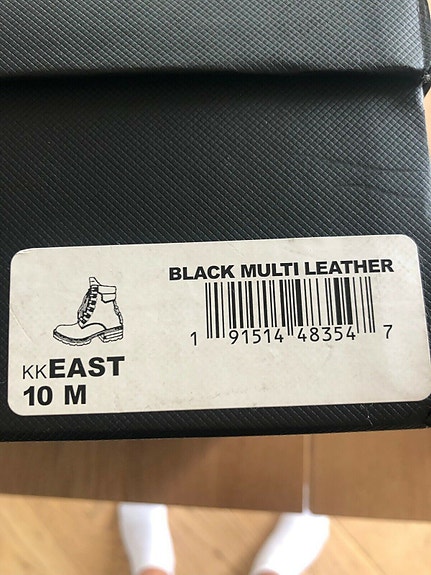 BLACK MULTI LEATHER
1 91514 48354 7
KKEAST
10 M